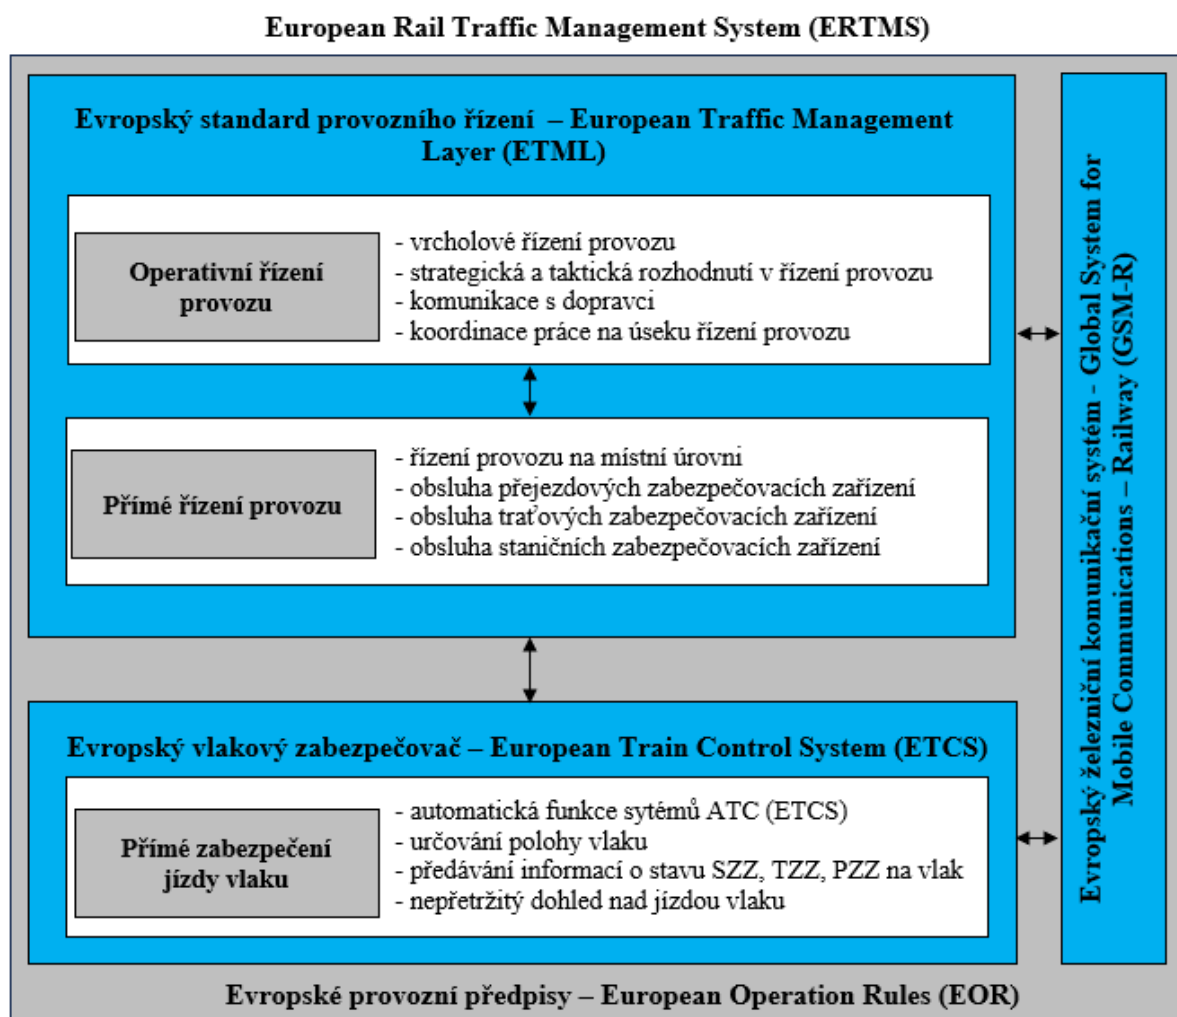 European Rail Traffic Management System (ERTMS)
Evropský standard provozního řízení – European Traffic Management
Layer (ETML)
Operativní řízení
provozu
- vrcholové řízení provozu
- strategická a taktická rozhodnutí v řízení provozu
- komunikace s dopravci
- koordinace práce na úseku řízení provozu
Přímé řízení provozu
- řízení provozu na místní úrovni
- obsluha přejezdových zabezpečovacích zařízení
- obsluha traťových zabezpečovacích zařízení
- obsluha staničních zabezpečovacích zařízení
Evropský vlakový zabezpečovač – European Train Control System (ETCS)
Přímé zabezpečení
jízdy vlaku
- automatická funkce sytémů ATC (ETCS)
- určování polohy vlaku
- předávání informací o stavu SZZ, TZZ, PZZ na vlak
- nepřetržitý dohled nad jízdou vlaku
Evropský železniční komunikační systém - Global System for
Mobile Communications – Railway (GSM-R)
Evropské provozní předpisy – European Operation Rules (EOR)